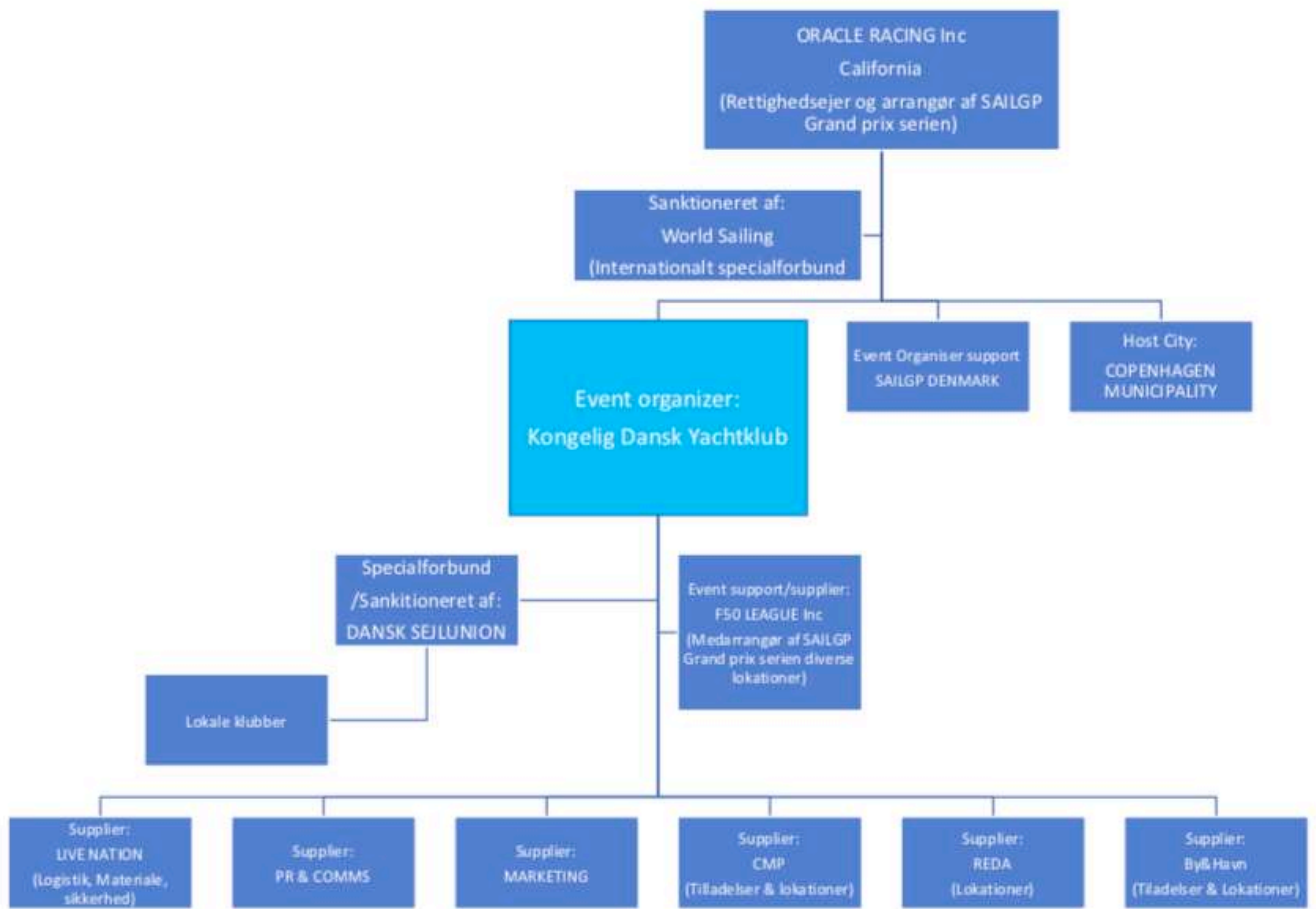 ORACLE RACING Inc
California
(Rettighedsejer og arrangør af SAILGP
Grand prix serien)
Sanktioneret af:
World Sailing
(Internationalt specialforbund
Event organizer:
Kongelig Dansk Yachtklub
Event Organiser support
SAILGP DENMARK
Host City:
COPENHAGEN
MUNICIPALITY
Specialforbund
/Sankitioneret af:
DANSK SEJLUNION
Event support/supplier:
F50 LEAGUE Inc
(Medarrangør af SAILGP
Grand prix serien diverse
lokationer)
Lokale klubber
Supplier:
LIVE NATION
(Logistik, Materiale,
sikkerhed)
Supplier:
PR & COMMS
Supplier:
MARKETING
Supplier:
CMP
(Tilladelser & lokationer)
Supplier:
REDA
(Lokationer)
Supplier:
By&Havn
(Tiladelser & Lokationer)